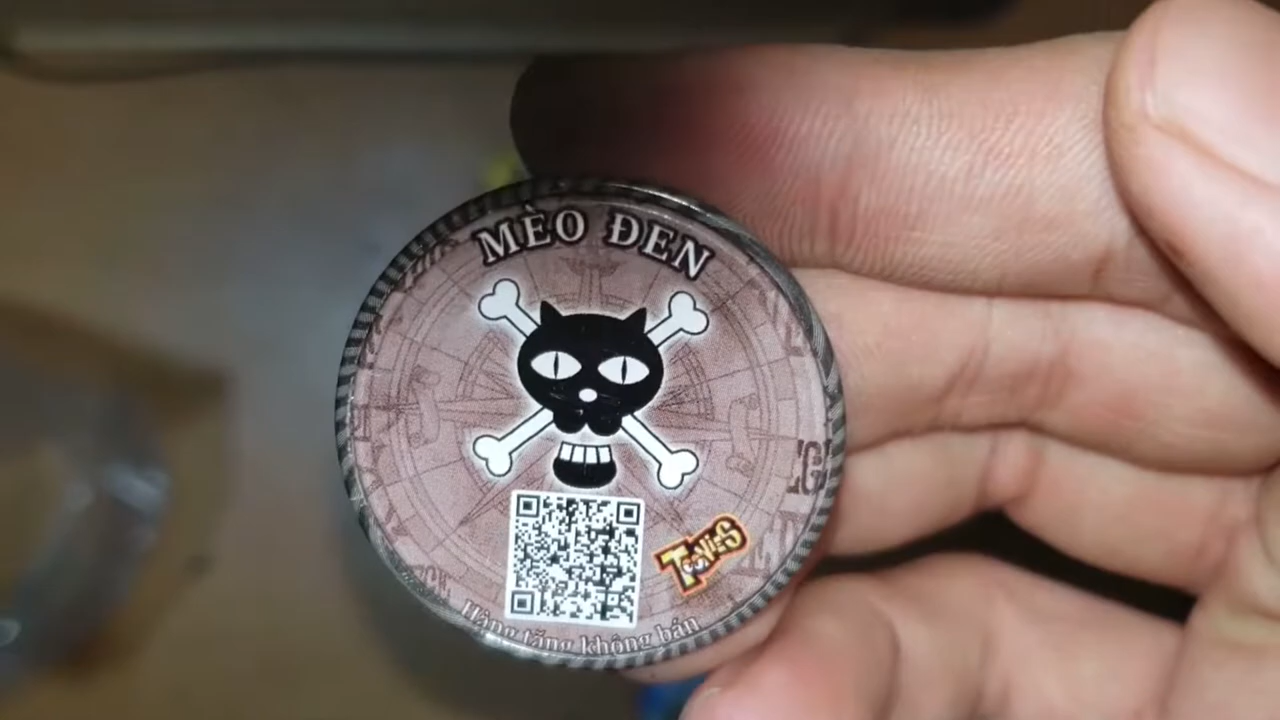 MÈO ĐEN
TOONIES
Hàng tặng không bán